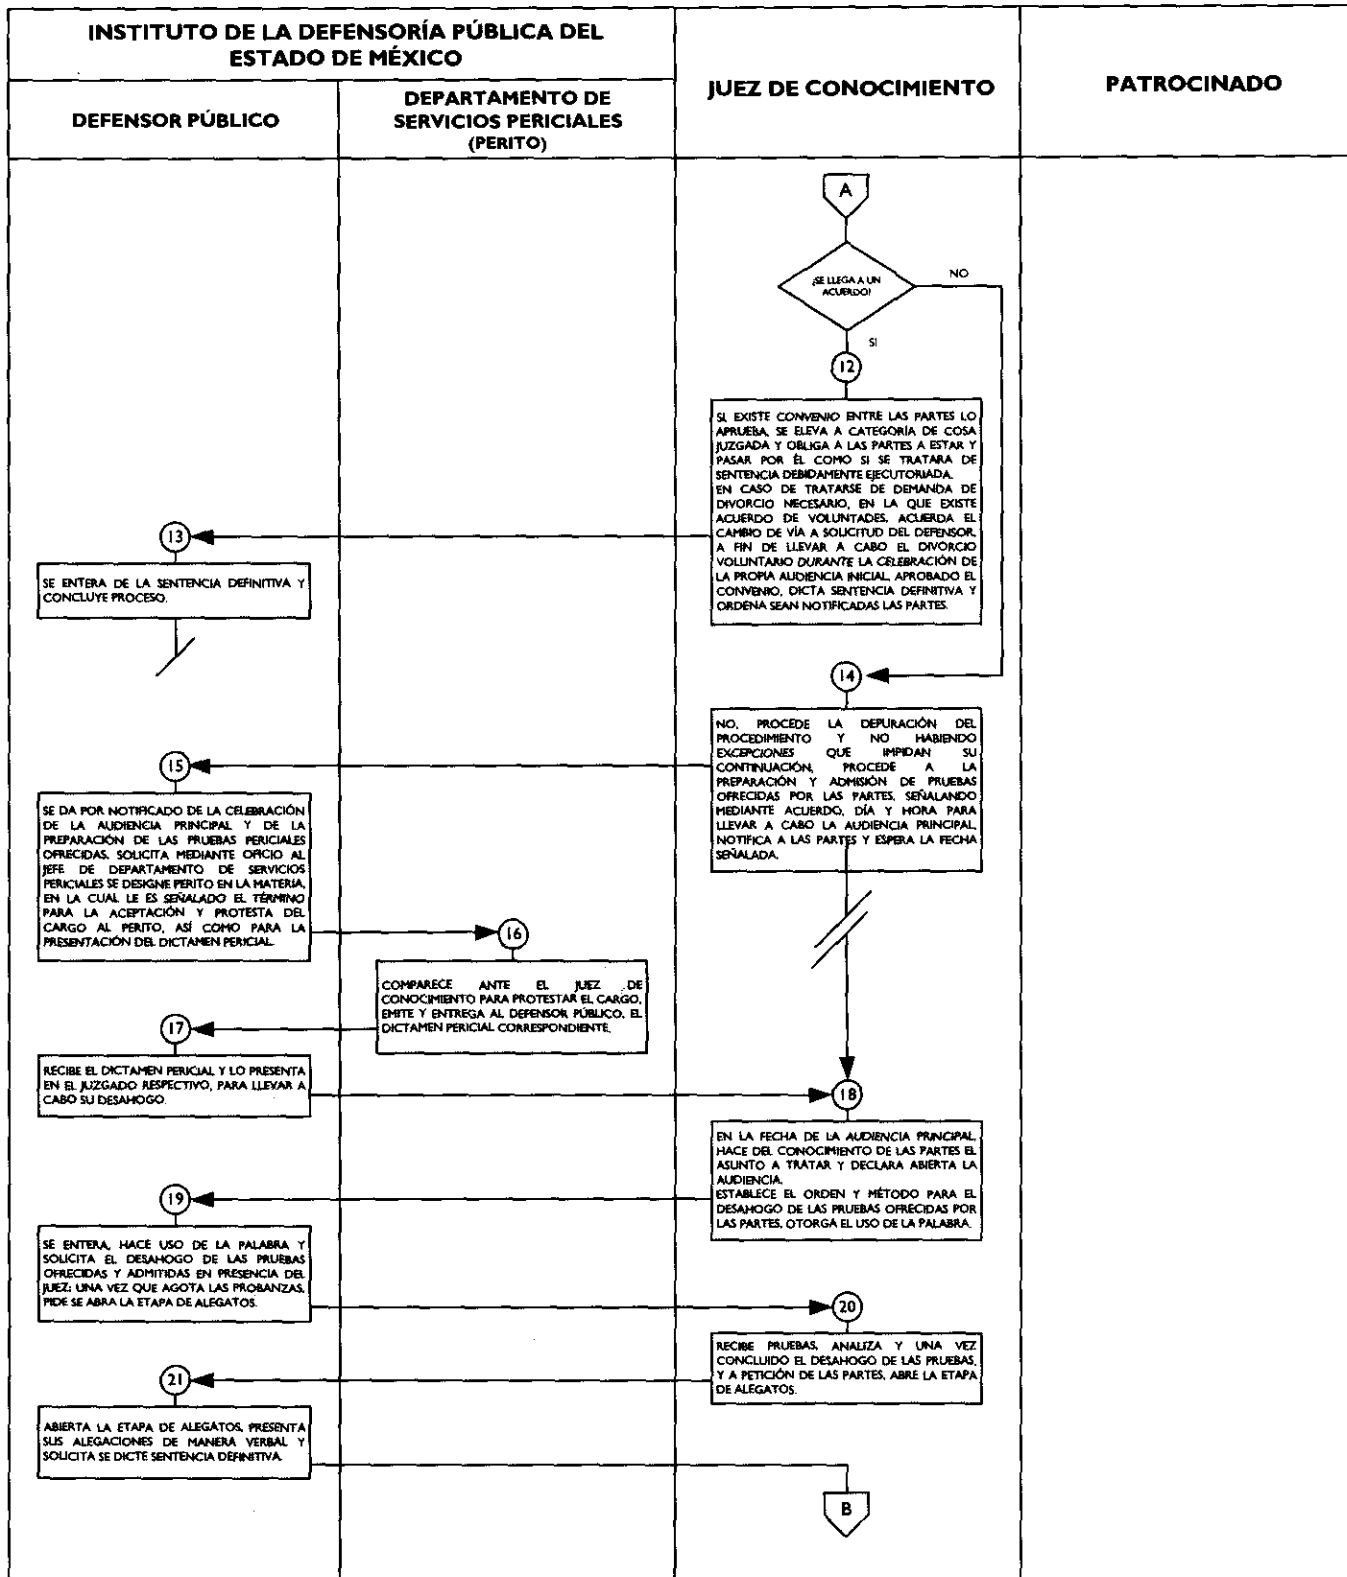 INSTITUTO DE LA DEFENSORÍA PÚBLICA DEL
ESTADO DE MÉXICO
DEFENSOR PÚBLICO
DEPARTAMENTO DE
SERVICIOS PERICIALES
(PERITO)
JUEZ DE CONOCIMIENTO
PATROCINADO
A
¿SE LLEGA A UN
ACUERDO?
NO
SI
12
SI, EXISTE CONVENIO ENTRE LAS PARTES LO
APRUEBA, SE ELEVA A CATEGORÍA DE COSA
JUZGADA Y OBLIGA A LAS PARTES A ESTAR Y
PASAR POR ÉL COMO SI SE TRATARA DE
SENTENCIA DEBIDAMENTE EJECUTORIADA.
EN CASO DE TRATARSE DE DEMANDA DE
DIVORCIO NECESARIO, EN LA QUE EXISTE
ACUERDO DE VOLUNTADES, ACUERDA EL
CAMBIO DE VÍA A SOLICITUD DEL DEFENSOR,
A FIN DE LLEVAR A CABO EL DIVORCIO
VOLUNTARIO DURANTE LA CELEBRACIÓN DE
LA PROPIA AUDIENCIA INICIAL, APROBADO EL
CONVENIO, DICTA SENTENCIA DEFINITIVA Y
ORDENA SEAN NOTIFICADAS LAS PARTES.
13
SE ENTERA DE LA SENTENCIA DEFINITIVA Y
CONCLUYE PROCESO.
14
NO, PROCEDE LA DEPURACIÓN DEL
PROCEDIMIENTO Y NO HABIENDO
EXCEPCIONES QUE IMPIDAN SU
CONTINUACIÓN, PROCEDE A LA
PREPARACIÓN Y ADMISIÓN DE PRUEBAS
OFRECIDAS POR LAS PARTES, SEÑALANDO
MEDIANTE ACUERDO, DÍA Y HORA PARA
LLEVAR A CABO LA AUDIENCIA PRINCIPAL,
NOTIFICA A LAS PARTES Y ESPERA LA FECHA
SEÑALADA.
15
SE DA POR NOTIFICADO DE LA CELEBRACIÓN
DE LA AUDIENCIA PRINCIPAL Y DE LA
PREPARACIÓN DE LAS PRUEBAS PERICIALES
OFRECIDAS. SOLICITA MEDIANTE OFICIO AL
JEFE DE DEPARTAMENTO DE SERVICIOS
PERICIALES SE DESIGNE PERITO EN LA MATERIA,
EN LA CUAL LE ES SEÑALADO EL TÉRMINO
PARA LA ACEPTACIÓN Y PROTESTA DEL
CARGO AL PERITO, ASÍ COMO PARA LA
PRESENTACIÓN DEL DICTAMEN PERICIAL.
16
COMPARECE ANTE EL JUEZ DE
CONOCIMIENTO PARA PROTESTAR EL CARGO,
EMITE Y ENTREGA AL DEFENSOR PÚBLICO, EL
DICTAMEN PERICIAL CORRESPONDIENTE.
17
RECIBE EL DICTAMEN PERICIAL Y LO PRESENTA
EN EL JUZGADO RESPECTIVO, PARA LLEVAR A
CABO SU DESAHOGO.
18
EN LA FECHA DE LA AUDIENCIA PRINCIPAL,
HACE DEL CONOCIMIENTO DE LAS PARTES EL
ASUNTO A TRATAR Y DECLARA ABIERTA LA
AUDIENCIA.
ESTABLECE EL ORDEN Y MÉTODO PARA EL
DESAHOGO DE LAS PRUEBAS OFRECIDAS POR
LAS PARTES, OTORGA EL USO DE LA PALABRA.
19
SE ENTERA, HACE USO DE LA PALABRA Y
SOLICITA EL DESAHOGO DE LAS PRUEBAS
OFRECIDAS Y ADMITIDAS EN PRESENCIA DEL
JUEZ; UNA VEZ QUE AGOTA LAS PROBANZAS,
PIDE SE ABRA LA ETAPA DE ALEGATOS.
20
RECIBE PRUEBAS, ANALIZA Y UNA VEZ
CONCLUIDO EL DESAHOGO DE LAS PRUEBAS,
Y A PETICIÓN DE LAS PARTES, ABRE LA ETAPA
DE ALEGATOS.
21
ABIERTA LA ETAPA DE ALEGATOS, PRESENTA
SUS ALEGACIONES DE MANERA VERBAL Y
SOLICITA SE DICTE SENTENCIA DEFINITIVA.
B